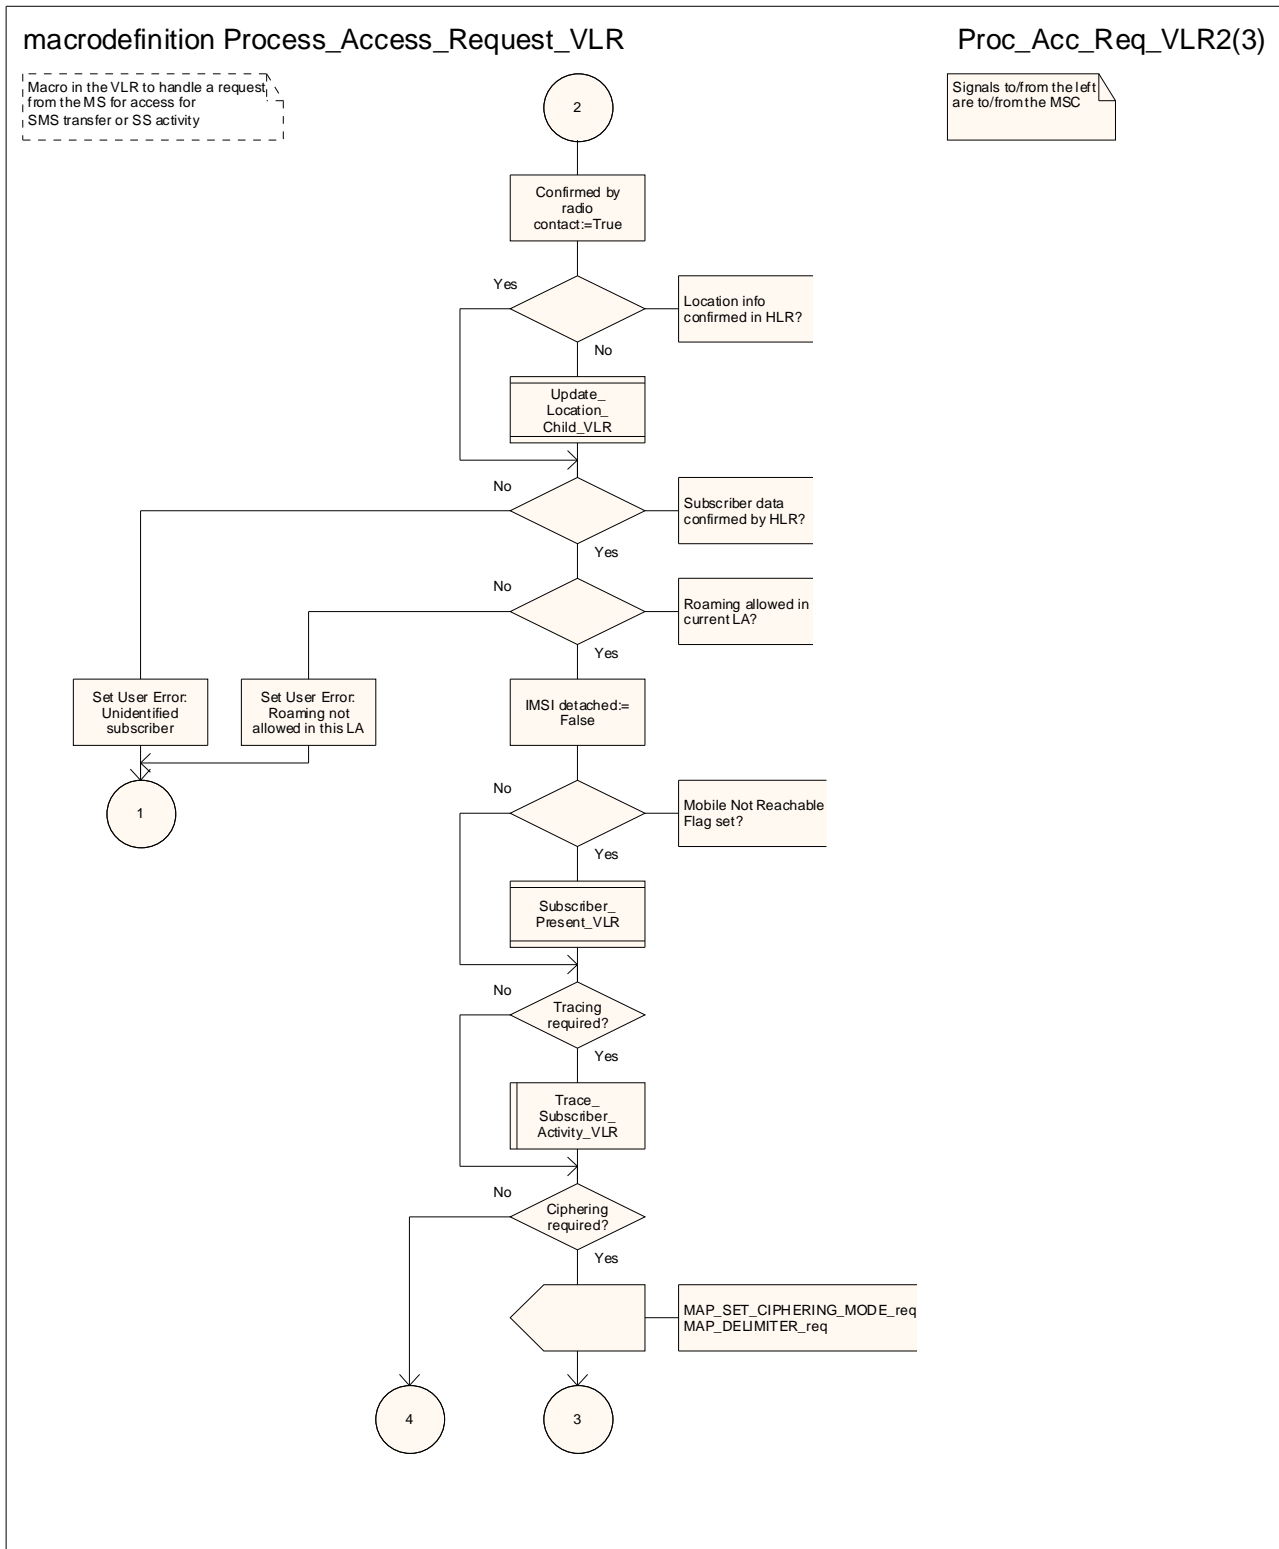 macrodefinition Process_Access_Request_VLR
Proc_Acc_Req_VLR2(3)
Macro in the VLR to handle a request
from the MS for access for
SMS transfer or SS activity
Signals to/from the left
are to/from the MSC
2
Confirmed by
radio
contact:=True
Yes
Location info
confirmed in HLR?
No
Update_
Location_
Child_VLR
No
Subscriber data
confirmed by HLR?
Yes
No
Roaming allowed in
current LA?
Yes
Set User Error:
Unidentified
subscriber
Set User Error:
Roaming not
allowed in this LA
IMSI detached:=
False
1
No
Mobile Not Reachable
Flag set?
Yes
Subscriber_
Present_VLR
No
Tracing
required?
Yes
Trace_
Subscriber_
Activity_VLR
No
Ciphering
required?
Yes
MAP_SET_CIPHERING_MODE_req
MAP_DELIMITER_req
4
3